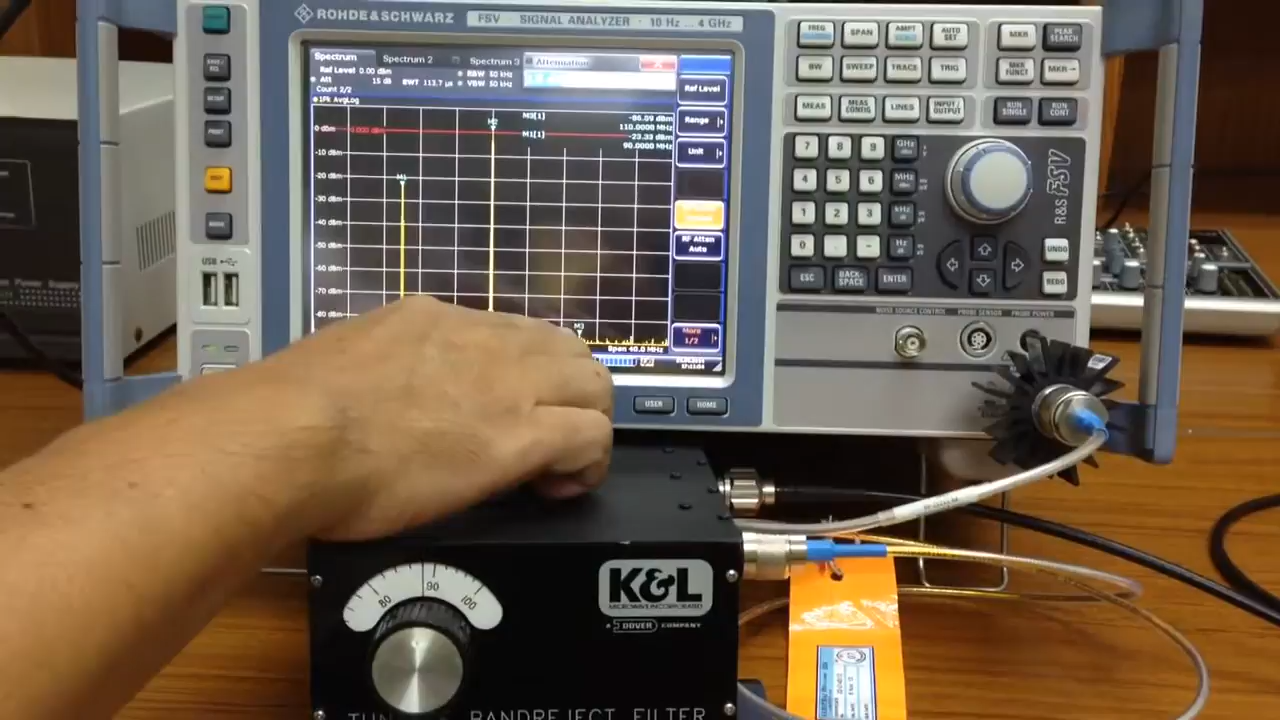 ROHDE & SCHWARZ FSV · SIGNAL ANALYZER · 10 Hz ... 4 GHz
Spectrum Spectrum 2 Spectrum 3 Attenuation
Ref Level 0.00 dBm RBW 50 kHz
Att 15 dB SWT 113.7 µs VBW 50 kHz
Count 2/2
1Pk AvgLog
M3[1] -86.59 dBm
110.0000 MHz
M1[1] -23.33 dBm
90.0000 MHz
0 dBm
-10 dBm
-20 dBm
-30 dBm
-40 dBm
-50 dBm
-60 dBm
-70 dBm
-80 dBm
M1
M2
M3
Span 40.0 MHz
Ref Level
Range
Unit
RF Atten
Auto
More
1/2
FREQ SPAN AMPT AUTO SET MKR PEAK SEARCH
BW SWEEP TRACE TRIG MKR FUNCT MKR→
MEAS MEAS CONFIG LINES INPUT/OUTPUT RUN SINGLE RUN CONT
7 8 9 GHz
4 5 6 MHz
1 2 3 kHz
0 . - Hz
ESC BACK-SPACE ENTER
UNDO
REDO
R&S FSV
SETUP
PRINT
USB
NOISE SOURCE CONTROL PROBE SENSOR PROBE POWER
USER HOME
80 90 100
K&L
MICROWAVE INCORPORATED
A DOVER COMPANY
BANDREJECT FILTER